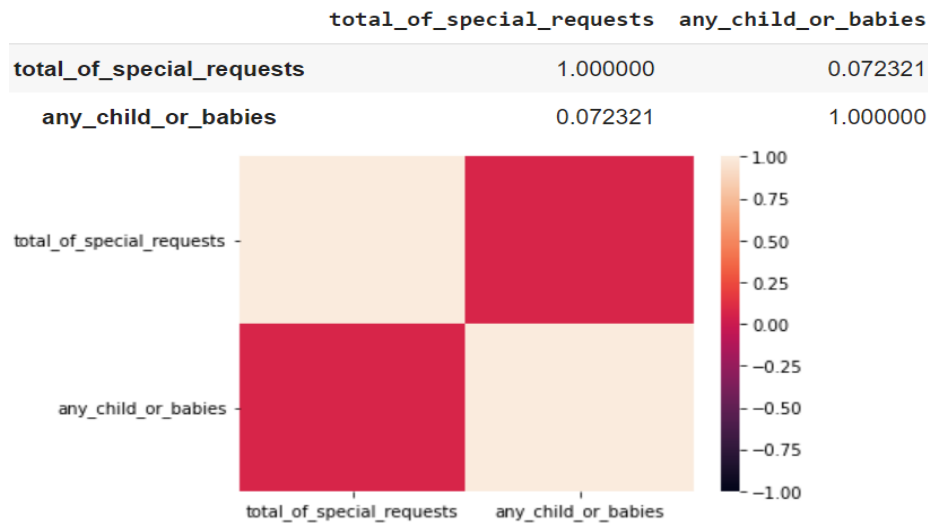 total_of_special_requests any_child_or_babies
total_of_special_requests 1.000000 0.072321
any_child_or_babies 0.072321 1.000000
1.00
0.75
total_of_special_requests
0.50
0.25
0.00
-0.25
any_child_or_babies
-0.50
-0.75
-1.00
total_of_special_requests any_child_or_babies